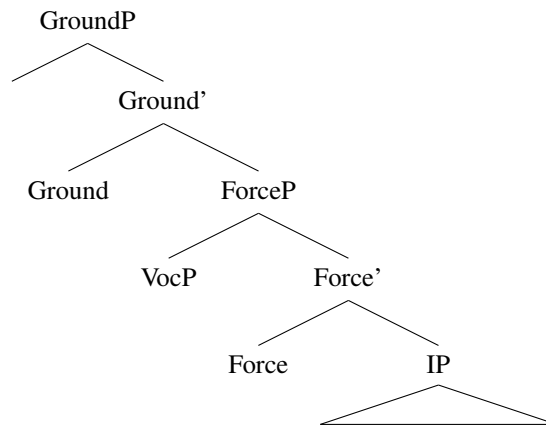 GroundP
Ground’
Ground ForceP
VocP Force’
Force IP